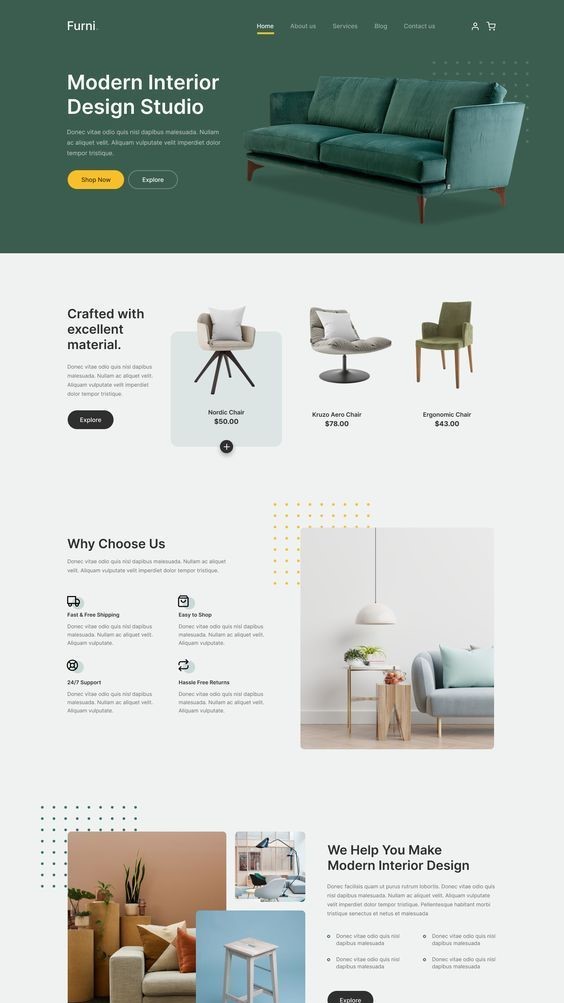 Furni.
Home About us Services Blog Contact us
Modern Interior
Design Studio
Donec vitae odio quis nisl dapibus malesuada. Nullam
ac aliquet velit. Aliquam vulputate velit imperdiet dolor
tempor tristique.
Shop Now Explore
Crafted with
excellent
material.
Donec vitae odio quis nisl dapibus
malesuada. Nullam ac aliquet velit.
Aliquam vulputate velit imperdiet
dolor tempor tristique.
Explore
Nordic Chair
$50.00
Kruzo Aero Chair
$78.00
Ergonomic Chair
$43.00
Why Choose Us
Donec vitae odio quis nisl dapibus malesuada. Nullam ac aliquet
velit. Aliquam vulputate velit imperdiet dolor tempor tristique.
Fast & Free Shipping
Donec vitae odio quis nisl dapibus
malesuada. Nullam ac aliquet velit.
Aliquam vulputate.
Easy to Shop
Donec vitae odio quis nisl dapibus
malesuada. Nullam ac aliquet velit.
Aliquam vulputate.
24/7 Support
Donec vitae odio quis nisl dapibus
malesuada. Nullam ac aliquet velit.
Aliquam vulputate.
Hassle Free Returns
Donec vitae odio quis nisl dapibus
malesuada. Nullam ac aliquet velit.
Aliquam vulputate.
We Help You Make
Modern Interior Design
Donec facilisis quam ut purus rutrum lobortis. Donec vitae odio quis
nisl dapibus malesuada. Nullam ac aliquet velit. Aliquam vulputate
velit imperdiet dolor tempor tristique. Pellentesque habitant morbi
tristique senectus et netus et malesuada
Donec vitae odio quis nisl
dapibus malesuada
Donec vitae odio quis nisl
dapibus malesuada
Donec vitae odio quis nisl
dapibus malesuada
Donec vitae odio quis nisl
dapibus malesuada
Explore